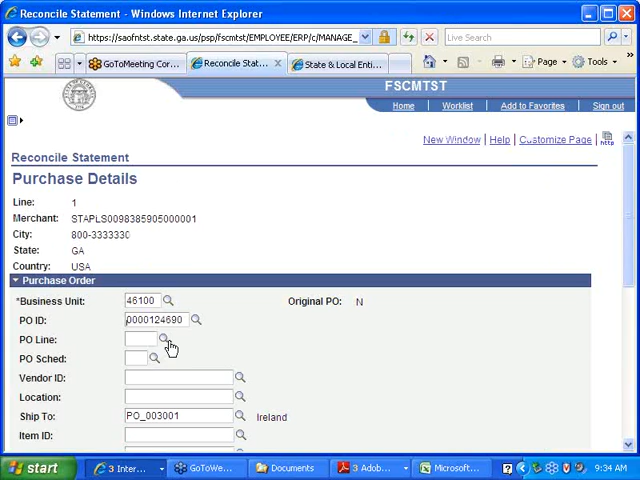 Reconcile Statement - Windows Internet Explorer
https://saofntst.state.ga.us/psp/fscmtst/EMPLOYEE/ERP/c/MANAGE_
Live Search
GoToMeeting Cor...
Reconcile Stat...
State & Local Enti...
Page
Tools
FSCMTST
Home
Worklist
Add to Favorites
Sign out
New Window
Help
Customize Page
http
Reconcile Statement
Purchase Details
Line: 1
Merchant: STAPLS0098385905000001
City: 800-3333330
State: GA
Country: USA
Purchase Order
*Business Unit: 46100 Original PO: N
PO ID: 0000124690
PO Line:
PO Sched:
Vendor ID:
Location:
Ship To: PO_003001 Ireland
Item ID:
start
3 Inter...
GoToWe...
Documents
3 Adob...
Microsoft...
9:34 AM